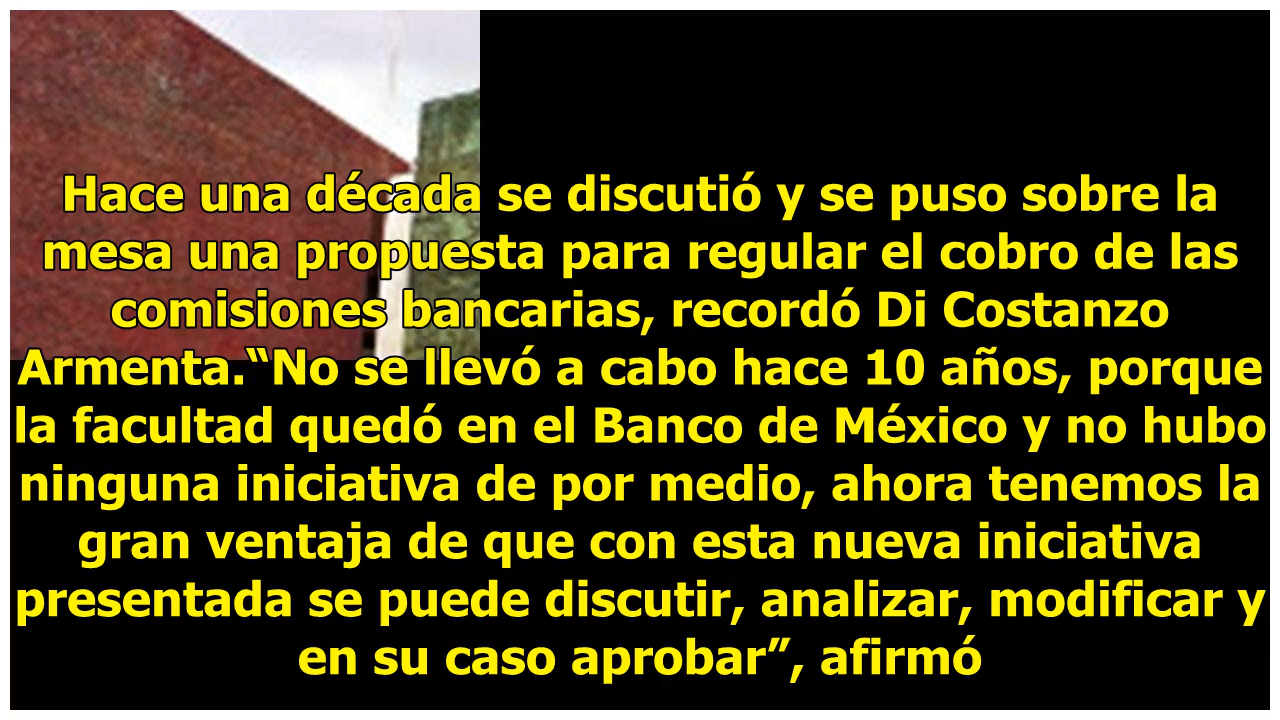 Hace una década se discutió y se puso sobre la
mesa una propuesta para regular el cobro de las
comisiones bancarias, recordó Di Costanzo
Armenta.“No se llevó a cabo hace 10 años, porque
la facultad quedó en el Banco de México y no hubo
ninguna iniciativa de por medio, ahora tenemos la
gran ventaja de que con esta nueva iniciativa
presentada se puede discutir, analizar, modificar y
en su caso aprobar”, afirmó